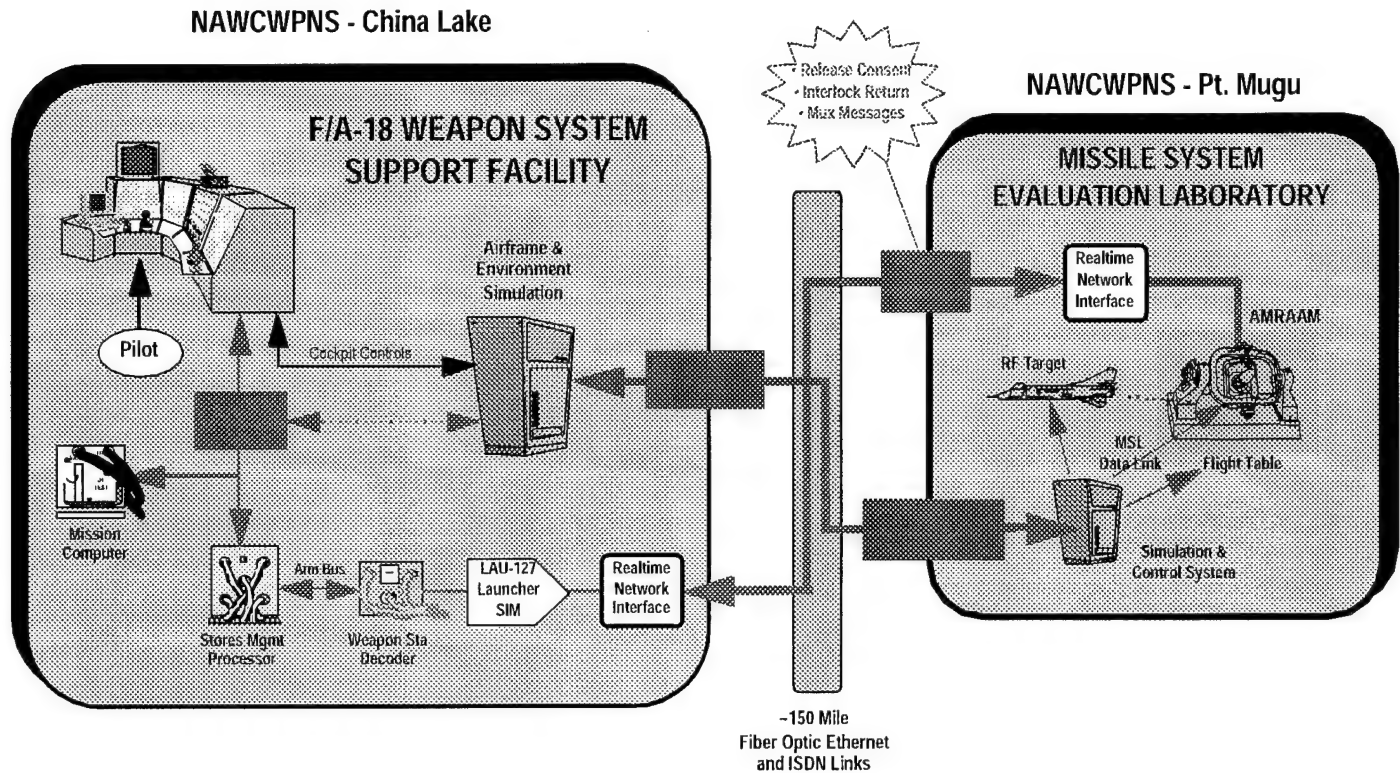 NAWCWPNS - China Lake
F/A-18 WEAPON SYSTEM
SUPPORT FACILITY
Pilot
Cockpit Controls
Airframe &
Environment
Simulation
Mission
Computer
Stores Mgmt
Processor
Arm Bus
Weapon Sta
Decoder
LAU-127
Launcher
SIM
Realtime
Network
Interface
• Release Consent
• Interlock Return
• Mux Messages
~150 Mile
Fiber Optic Ethernet
and ISDN Links
NAWCWPNS - Pt. Mugu
MISSILE SYSTEM
EVALUATION LABORATORY
Realtime
Network
Interface
AMRAAM
RF Target
MSL
Data Link
Flight Table
Simulation &
Control System